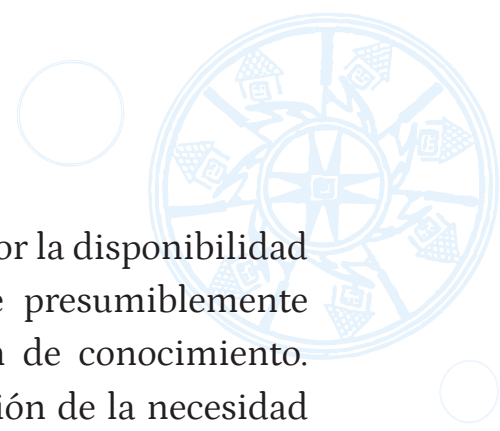 or la disponibilidad
e presumiblemente
n de conocimiento.
ión de la necesidad